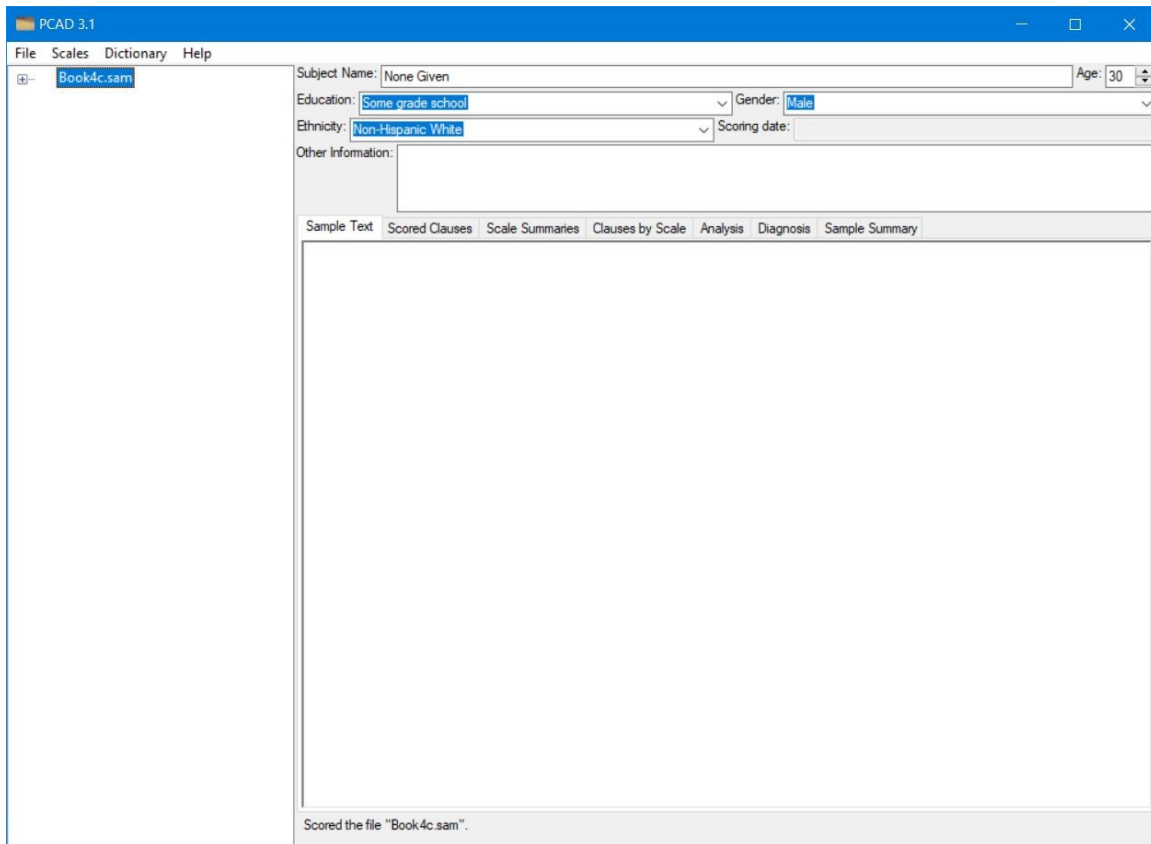 PCAD 3.1
File Scales Dictionary Help
Book4c.sam
Subject Name: None Given Age: 30
Education: Some grade school Gender: Male
Ethnicity: Non-Hispanic White Scoring date:
Other Information:
Sample Text Scored Clauses Scale Summaries Clauses by Scale Analysis Diagnosis Sample Summary
Scored the file "Book4c.sam".